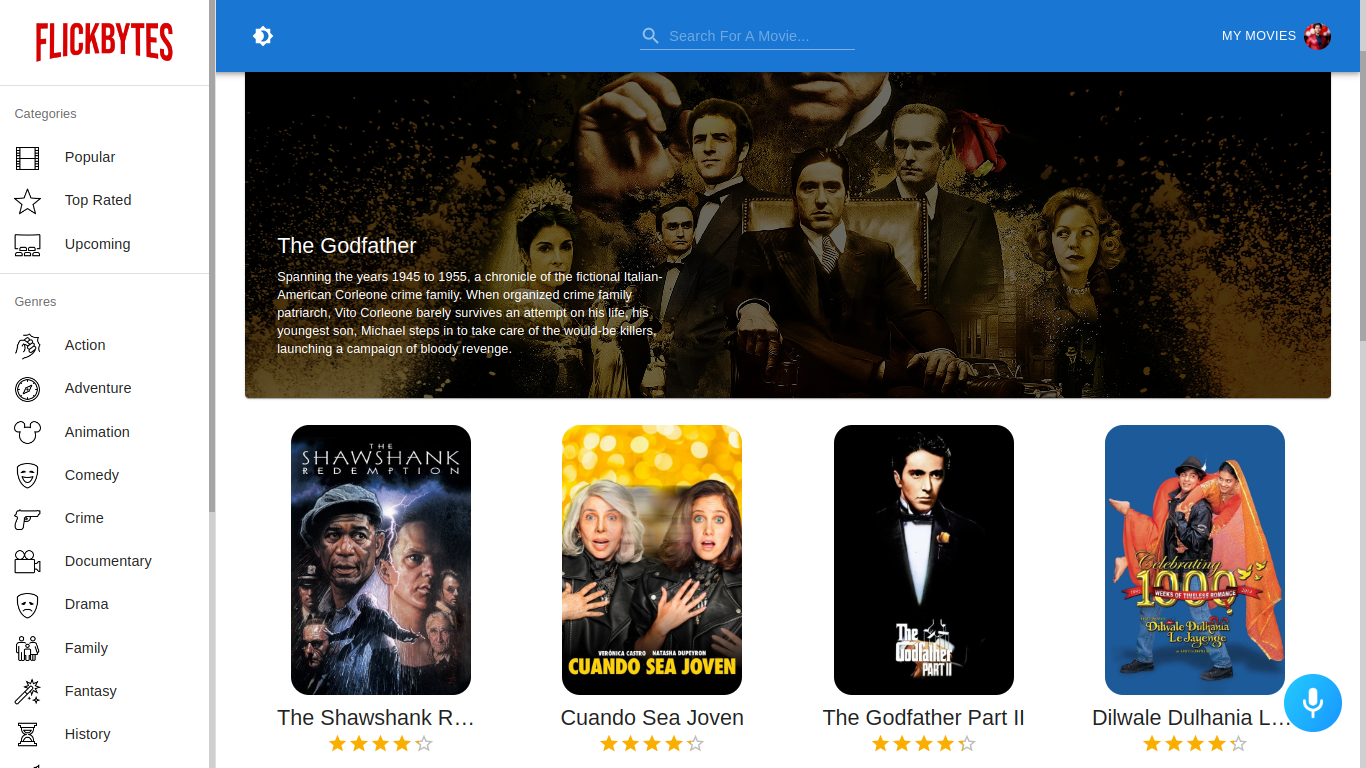 FLICKBYTES
Search For A Movie...
MY MOVIES
Categories
Popular
Top Rated
Upcoming
Genres
Action
Adventure
Animation
Comedy
Crime
Documentary
Drama
Family
Fantasy
History
The Godfather
Spanning the years 1945 to 1955, a chronicle of the fictional Italian-
American Corleone crime family. When organized crime family
patriarch, Vito Corleone barely survives an attempt on his life, his
youngest son, Michael steps in to take care of the would-be killers,
launching a campaign of bloody revenge.
THE
SHAWSHANK
REDEMPTION
The Shawshank R...
VERÓNICA CASTRO NATASHA DUPEYRON
CUANDO SEA JOVEN
Cuando Sea Joven
The
Godfather
PART II
The Godfather Part II
Celebrating
1000
WEEKS OF TIMELESS ROMANCE
Dilwale Dulhania
Le Jayenge
Dilwale Dulhania L...